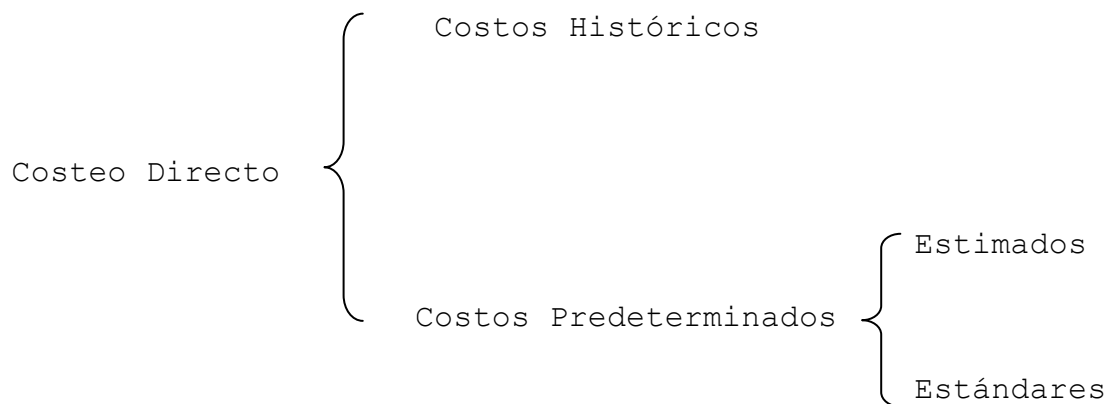 Costos Históricos
Costeo Directo
Estimados
Costos Predeterminados
Estándares